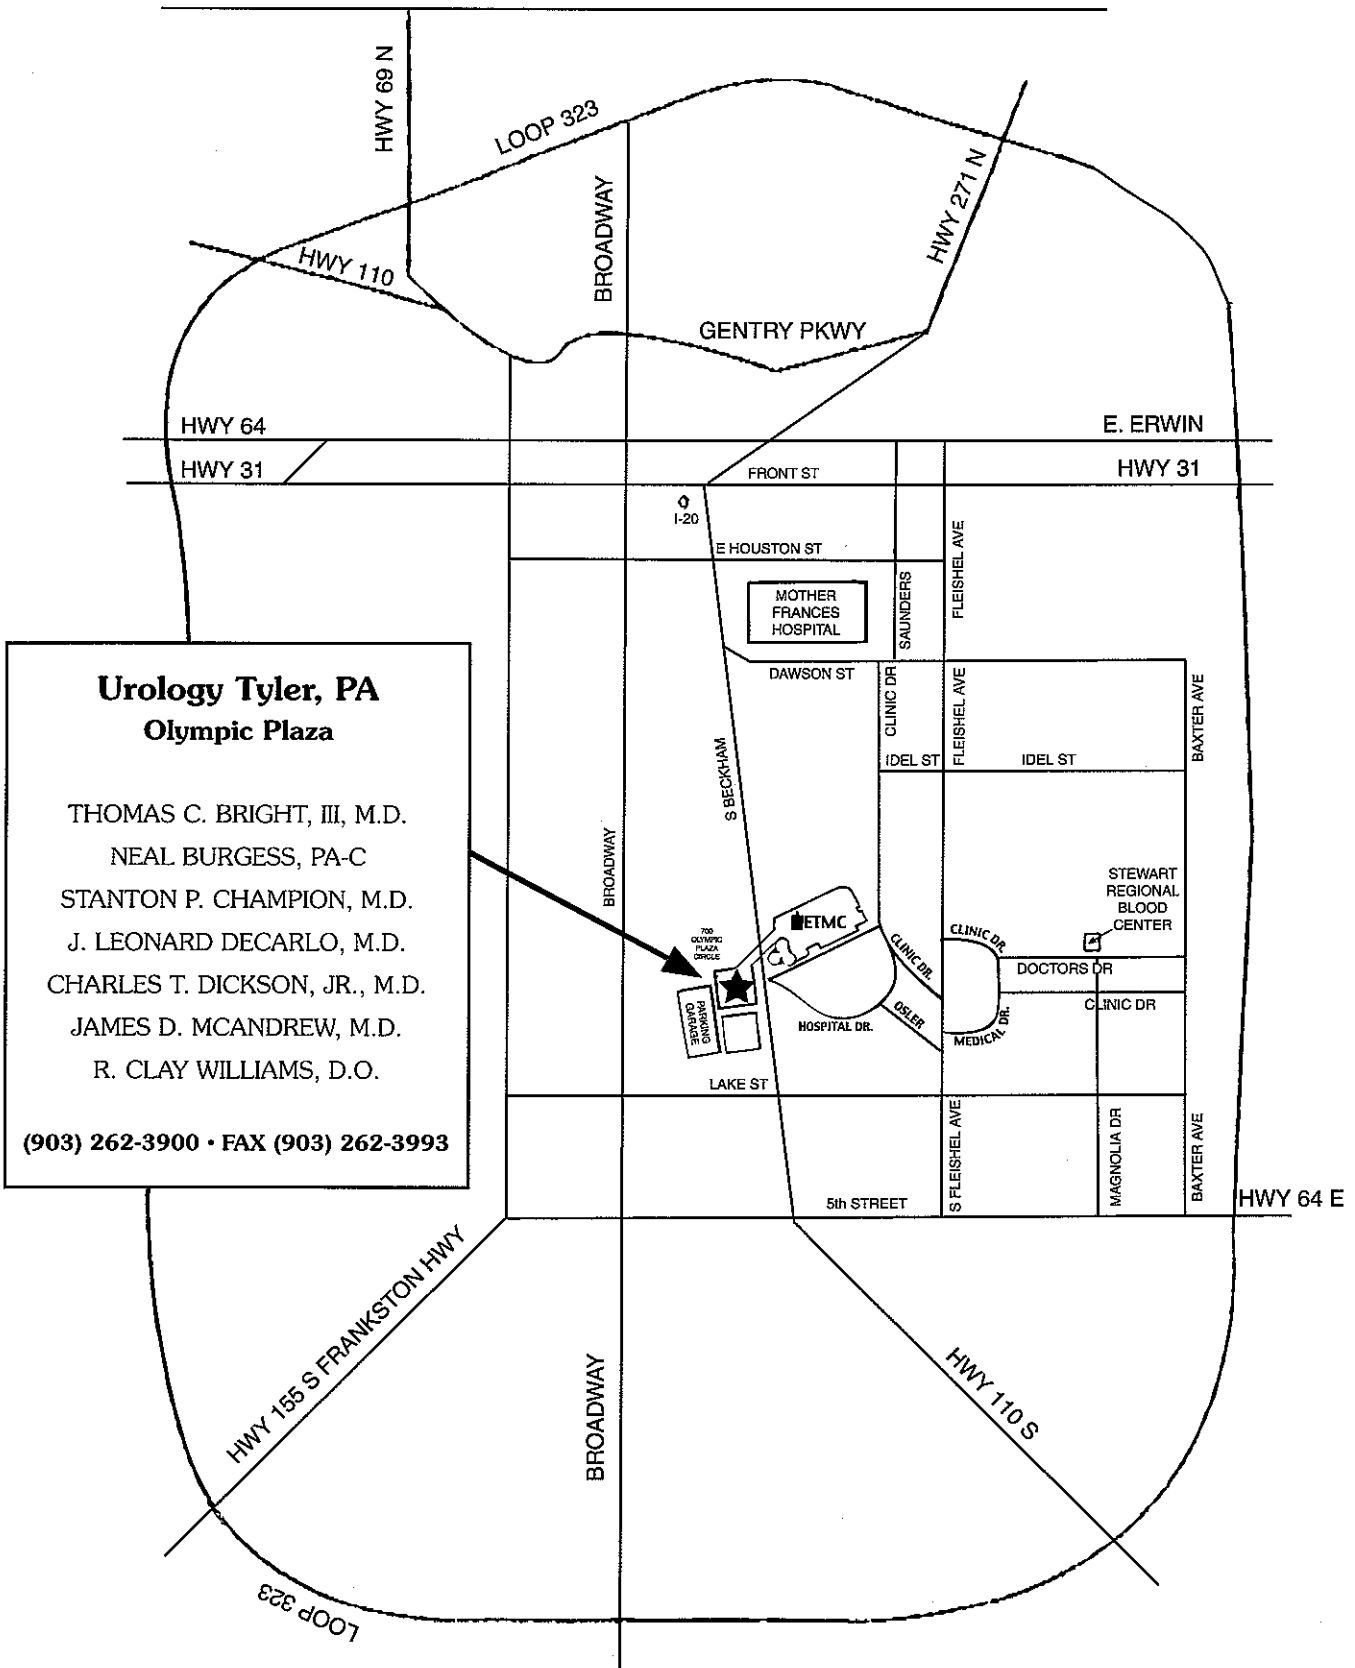 HWY 69 N
LOOP 323
BROADWAY
HWY 271 N
HWY 110
GENTRY PKWY
HWY 64
E. ERWIN
HWY 31
FRONT ST
HWY 31
I-20
E HOUSTON ST
FLEISHEL AVE
SAUNDERS
MOTHER
FRANCES
HOSPITAL
DAWSON ST
CLINIC DR
FLEISHEL AVE
BAXTER AVE
IDEL ST
IDEL ST
S BECKHAM
BROADWAY
Urology Tyler, PA
Olympic Plaza
THOMAS C. BRIGHT, III, M.D.
NEAL BURGESS, PA-C
STANTON P. CHAMPION, M.D.
J. LEONARD DECARLO, M.D.
CHARLES T. DICKSON, JR., M.D.
JAMES D. MCANDREW, M.D.
R. CLAY WILLIAMS, D.O.
(903) 262-3900 • FAX (903) 262-3993
STEWART
REGIONAL
BLOOD
CENTER
ETMC
700
OLYMPIC
PLAZA
CIRCLE
CLINIC DR.
CLINIC DR.
DOCTORS DR
CLINIC DR
OSLER
HOSPITAL DR.
MEDICAL DR.
PARKING
GARAGE
LAKE ST
S FLEISHEL AVE
MAGNOLIA DR
BAXTER AVE
5th STREET
HWY 64 E
HWY 155 S FRANKSTON HWY
BROADWAY
HWY 110 S
LOOP 323